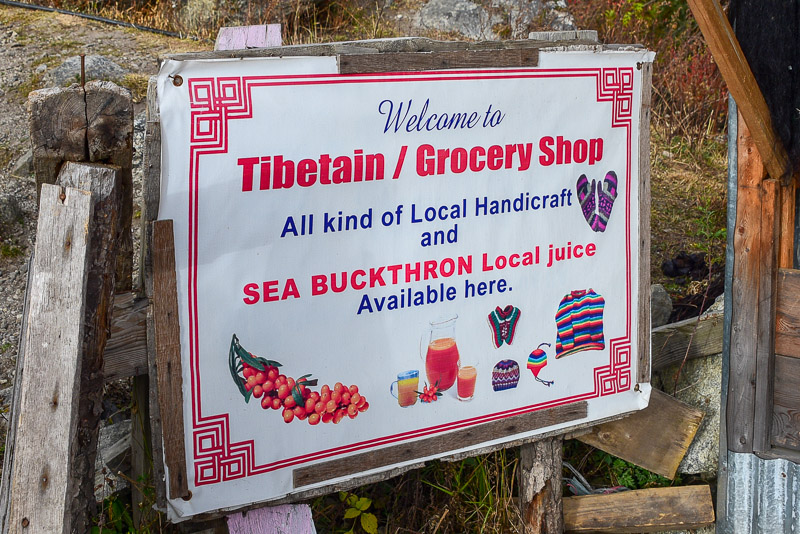 Welcome to
Tibetain / Grocery Shop
All kind of Local Handicraft
and
SEA BUCKTHRON Local juice
Available here.